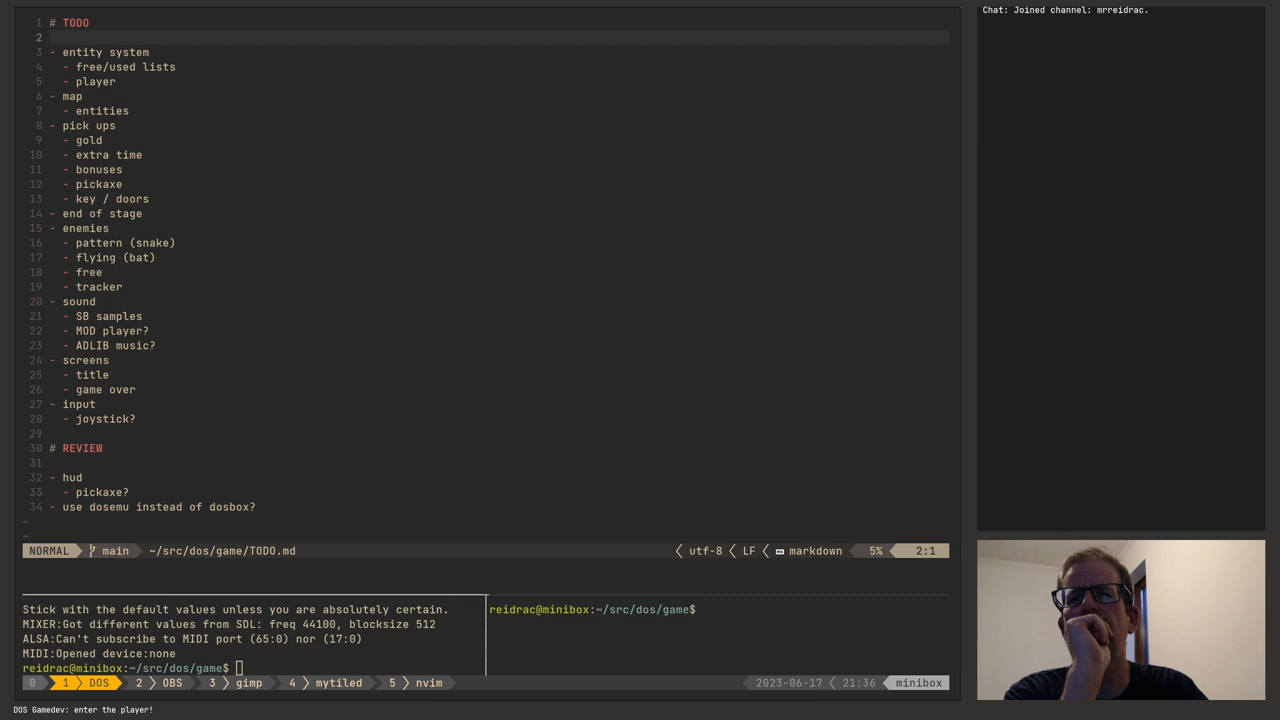 1 # TODO
2
3 - entity system
4 - free/used lists
5 - player
6 - map
7 - entities
8 - pick ups
9 - gold
10 - extra time
11 - bonuses
12 - pickaxe
13 - key / doors
14 - end of stage
15 - enemies
16 - pattern (snake)
17 - flying (bat)
18 - free
19 - tracker
20 - sound
21 - SB samples
22 - MOD player?
23 - ADLIB music?
24 - screens
25 - title
26 - game over
27 - input
28 - joystick?
29
30 # REVIEW
31
32 - hud
33 - pickaxe?
34 - use dosemu instead of dosbox?
~
~
NORMAL main ~/src/dos/game/TODO.md utf-8 LF markdown 5% 2:1
Stick with the default values unless you are absolutely certain.
MIXER:Got different values from SDL: freq 44100, blocksize 512
ALSA:Can't subscribe to MIDI port (65:0) nor (17:0)
MIDI:Opened device:none
reidrac@minibox:~/src/dos/game$
reidrac@minibox:~/src/dos/game$
0 1 DOS 2 OBS 3 gimp 4 mytiled 5 nvim 2023-06-17 21:36 minibox
DOS Gamedev: enter the player!
Chat: Joined channel: mrreidrac.